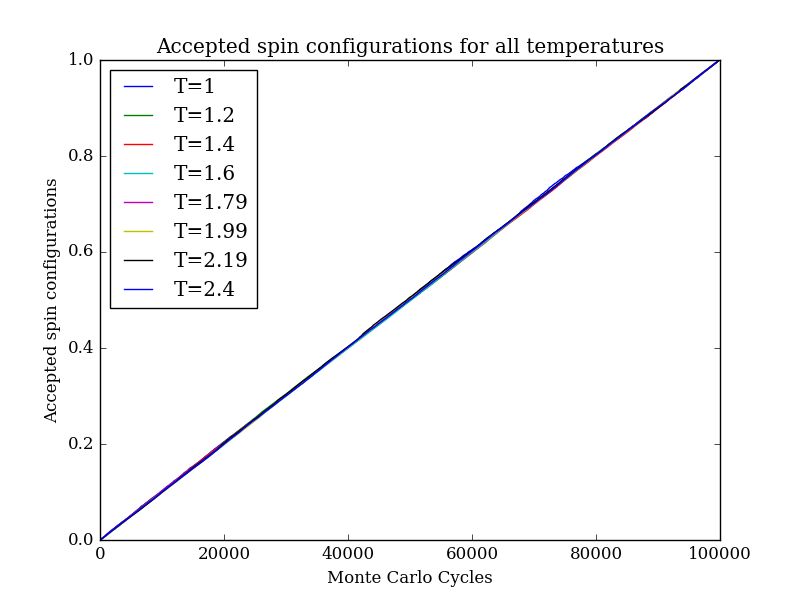 Accepted spin configurations for all temperatures
1.0
0.8
0.6
0.4
0.2
0.0
Accepted spin configurations
T=1
T=1.2
T=1.4
T=1.6
T=1.79
T=1.99
T=2.19
T=2.4
0 20000 40000 60000 80000 100000
Monte Carlo Cycles